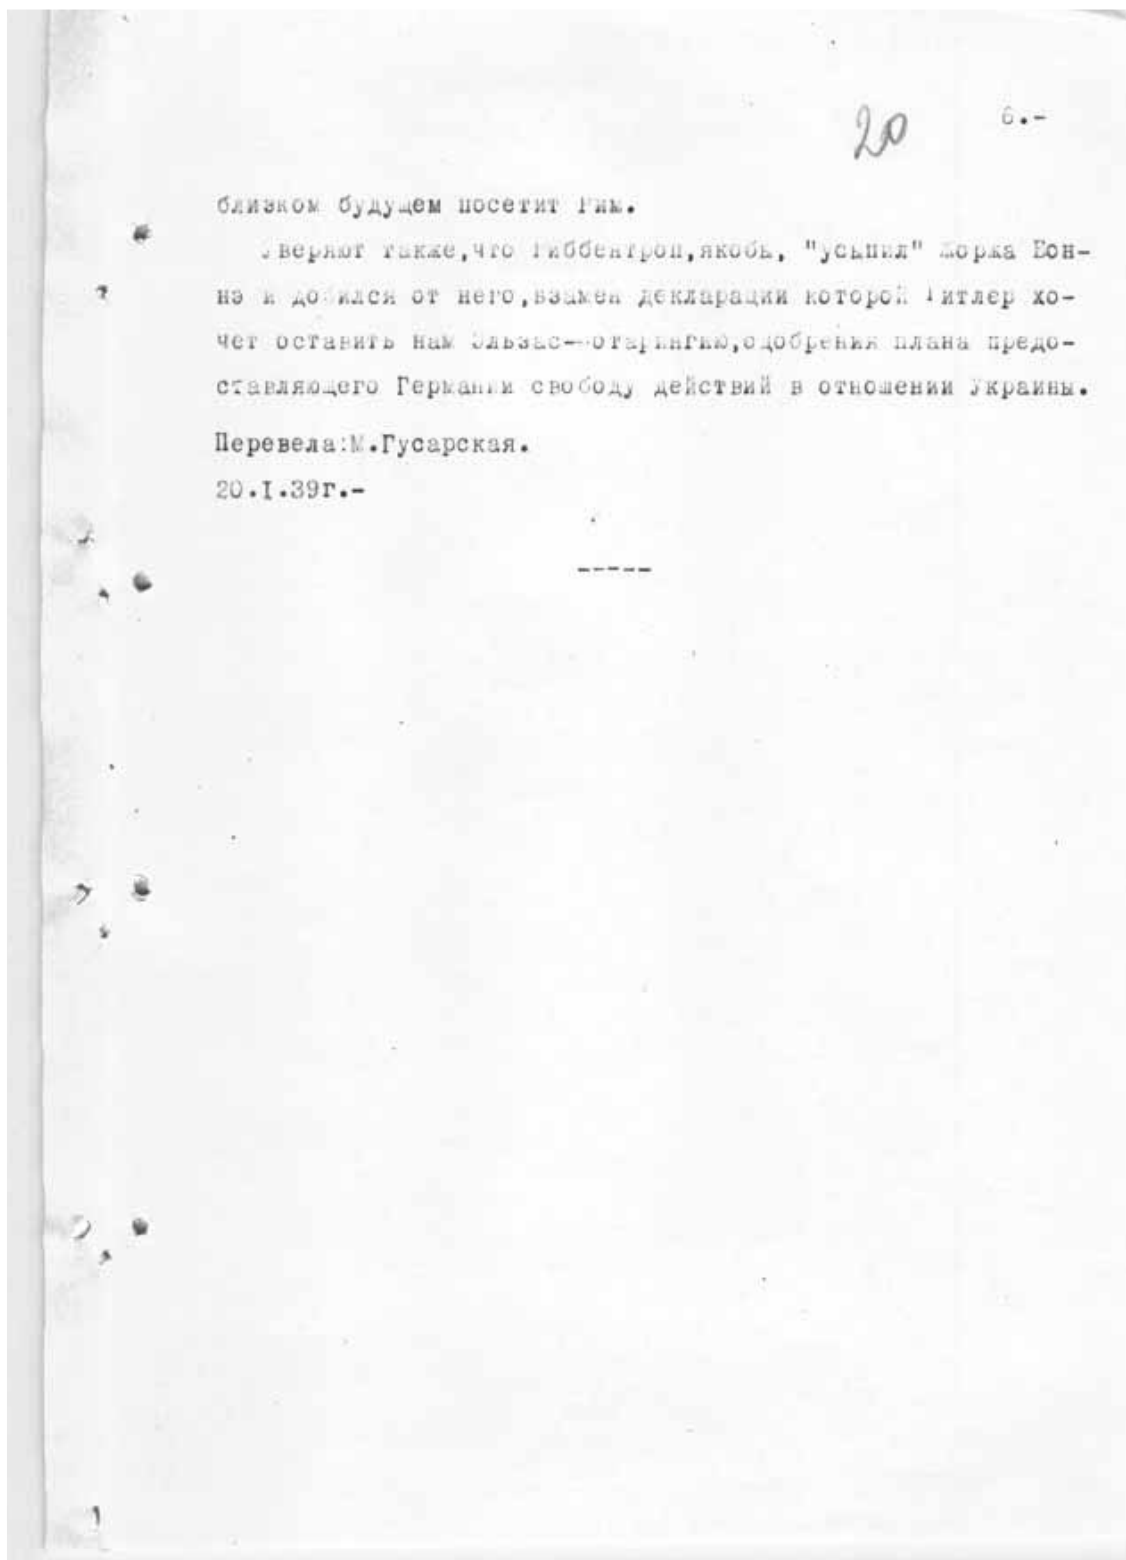 20 6.-
близком будущем посетит Рим.
Уверяют также,что Риббентроп,якобы, "усыпил" Жоржа Бон-
нэ и добился от него,взамен декларации которой Гитлер хо-
чет оставить нам Эльзас-Лотарингию,одобрения плана предо-
ставляющего Германии свободу действий в отношении Украины.
Перевела:М.Гусарская.
20.I.39г.-
-----